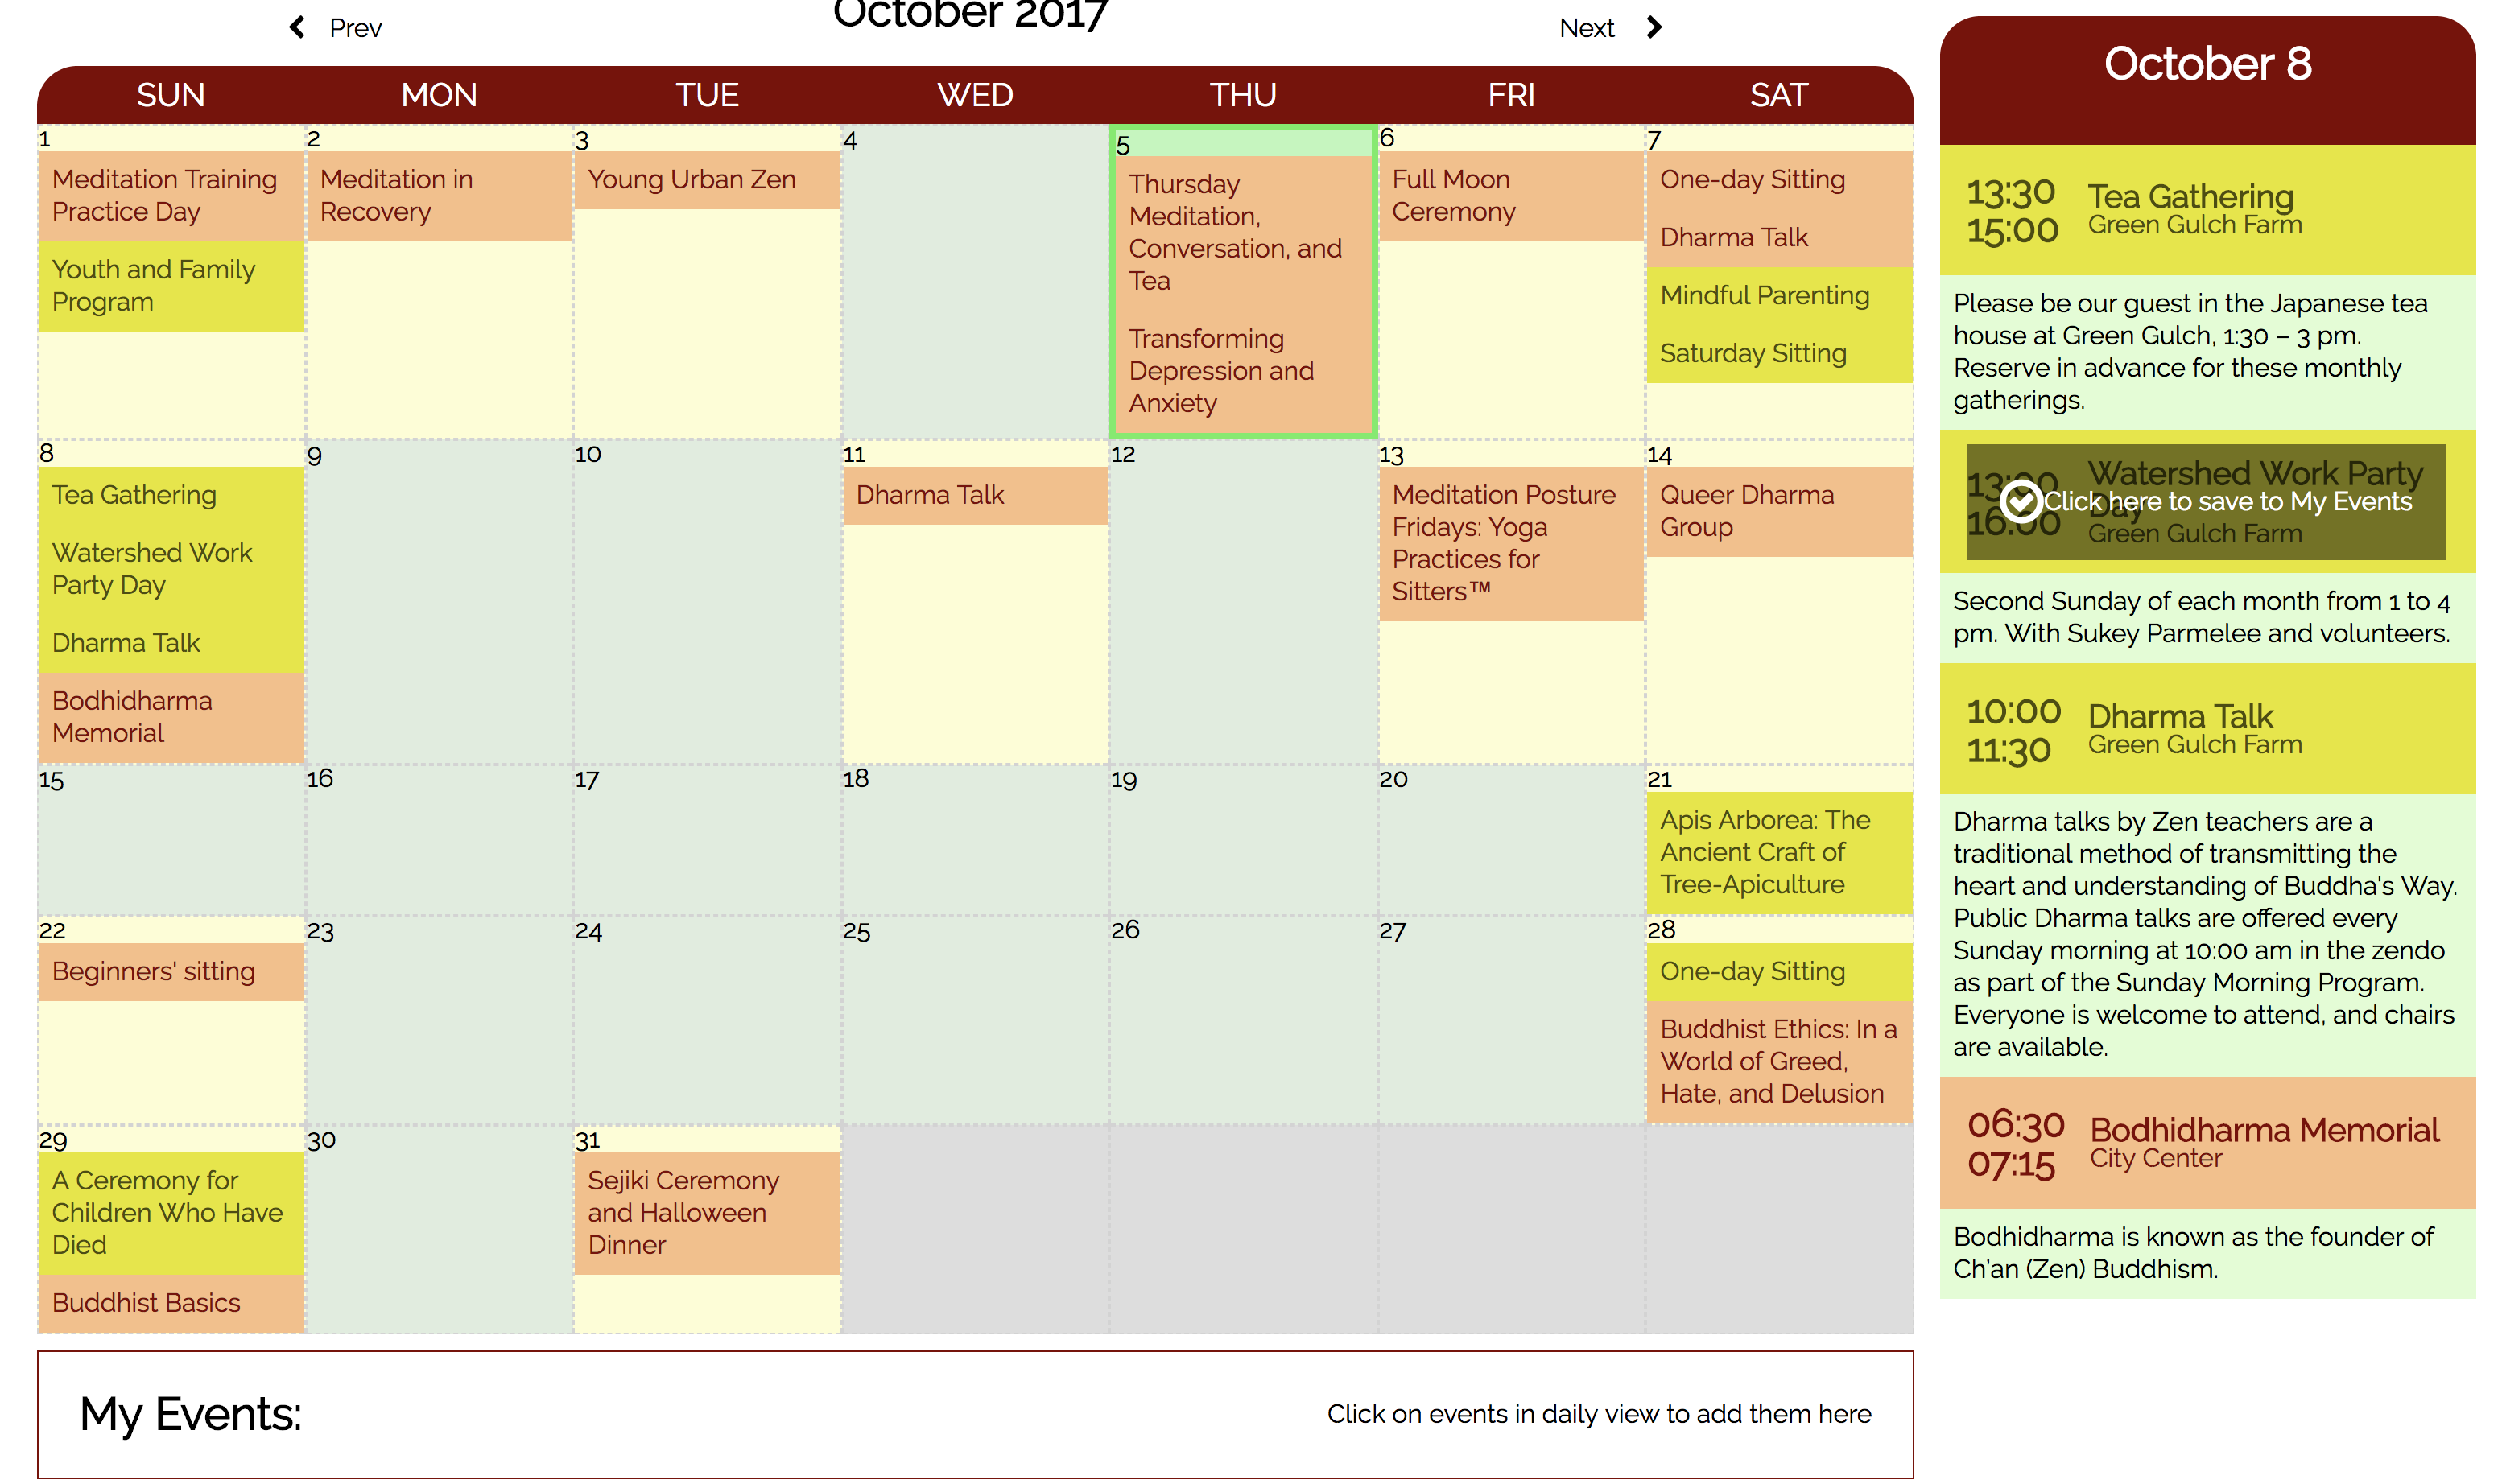 Prev
October 2017
Next
SUN MON TUE WED THU FRI SAT
1
Meditation Training
Practice Day
Youth and Family
Program
2
Meditation in
Recovery
3
Young Urban Zen
4
5
Thursday
Meditation,
Conversation, and
Tea
Transforming
Depression and
Anxiety
6
Full Moon
Ceremony
7
One-day Sitting
Dharma Talk
Mindful Parenting
Saturday Sitting
8
Tea Gathering
Watershed Work
Party Day
Dharma Talk
Bodhidharma
Memorial
9
10
11
Dharma Talk
12
13
Meditation Posture
Fridays: Yoga
Practices for
Sitters™
14
Queer Dharma
Group
15
16
17
18
19
20
21
Apis Arborea: The
Ancient Craft of
Tree-Apiculture
22
Beginners' sitting
23
24
25
26
27
28
One-day Sitting
Buddhist Ethics: In a
World of Greed,
Hate, and Delusion
29
A Ceremony for
Children Who Have
Died
Buddhist Basics
30
31
Sejiki Ceremony
and Halloween
Dinner
My Events:
Click on events in daily view to add them here
October 8
13:30
15:00
Tea Gathering
Green Gulch Farm
Please be our guest in the Japanese tea
house at Green Gulch, 1:30 – 3 pm.
Reserve in advance for these monthly
gatherings.
13:00
16:00
Watershed Work Party
Day
Green Gulch Farm
Click here to save to My Events
Second Sunday of each month from 1 to 4
pm. With Sukey Parmelee and volunteers.
10:00
11:30
Dharma Talk
Green Gulch Farm
Dharma talks by Zen teachers are a
traditional method of transmitting the
heart and understanding of Buddha's Way.
Public Dharma talks are offered every
Sunday morning at 10:00 am in the zendo
as part of the Sunday Morning Program.
Everyone is welcome to attend, and chairs
are available.
06:30
07:15
Bodhidharma Memorial
City Center
Bodhidharma is known as the founder of
Ch'an (Zen) Buddhism.